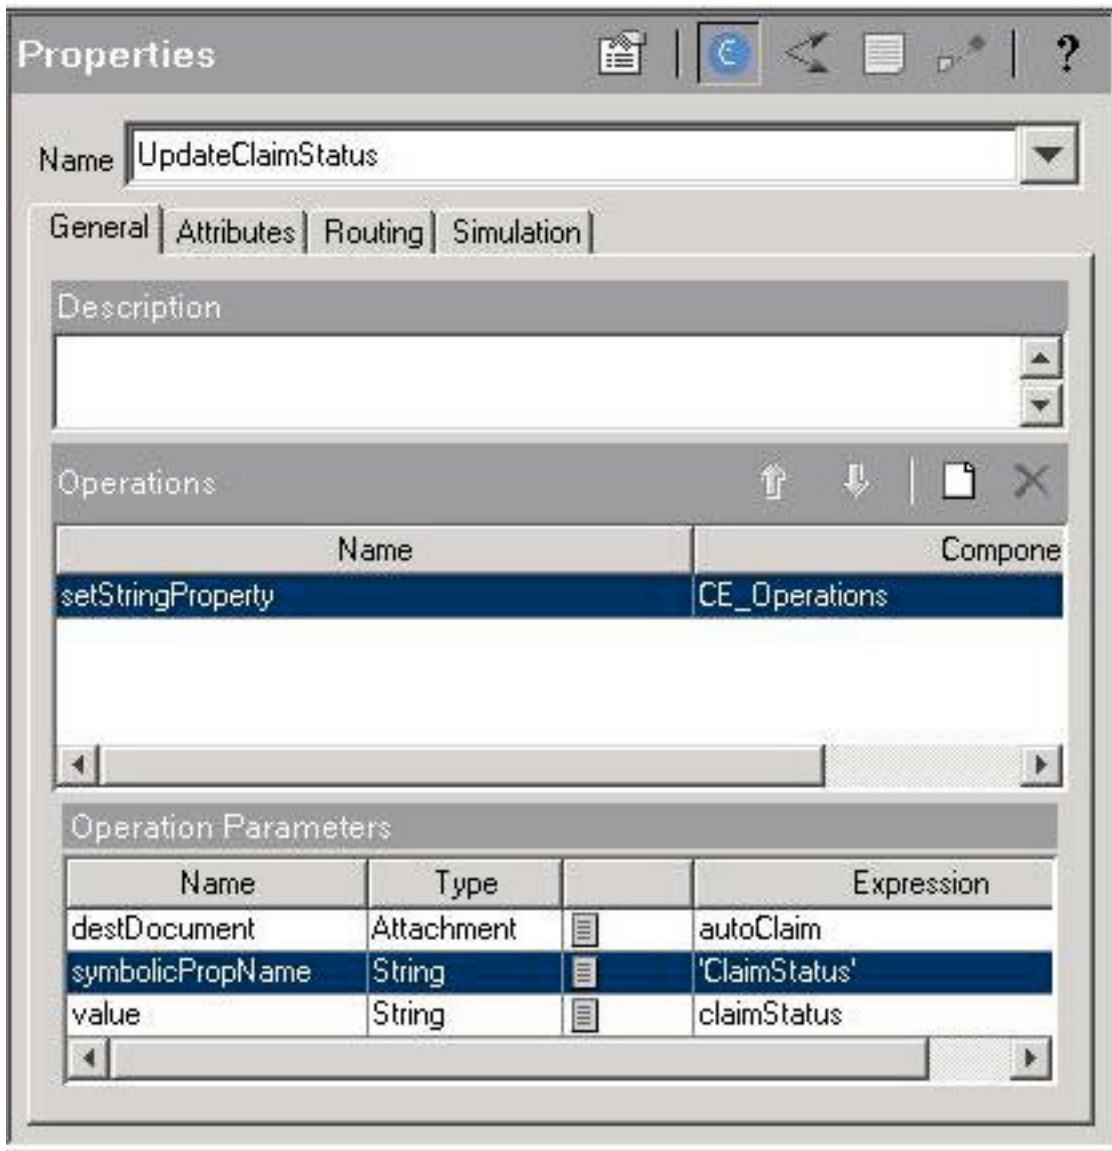 Properties
?
Name UpdateClaimStatus
General Attributes Routing Simulation
Description
Operations
Name Compone
setStringProperty CE_Operations
Operation Parameters
Name Type Expression
destDocument Attachment autoClaim
symbolicPropName String 'ClaimStatus'
value String claimStatus